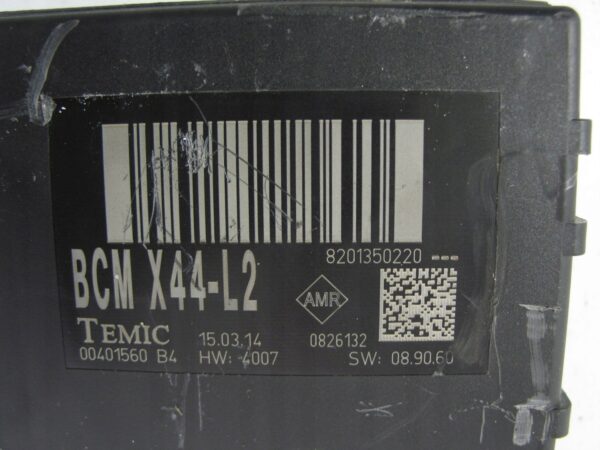 8201350220 ---
BCM X44-L2
AMR
TEMIC 15.03.14 0826132
00401560 B4 HW: 4007 SW: 08.90.60